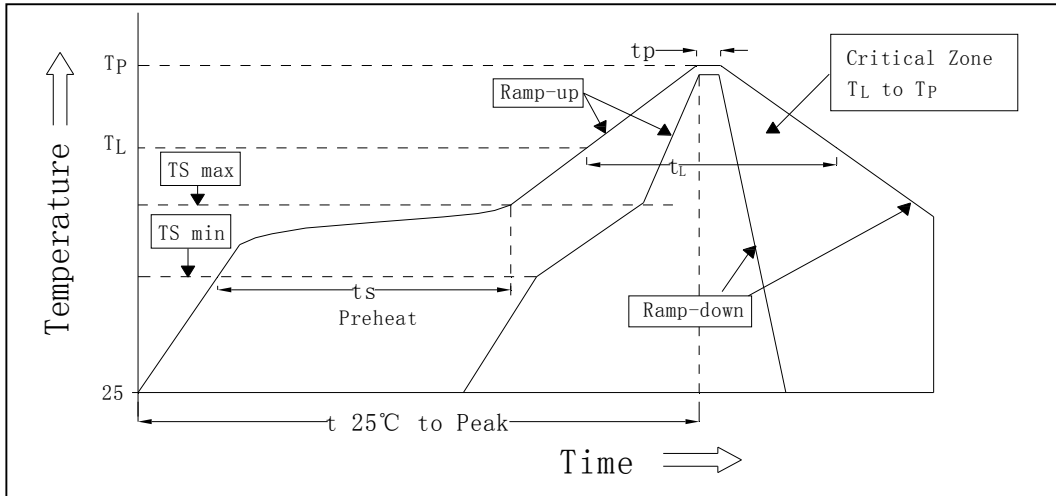 tp
TP
Ramp-up
Critical Zone
TL to TP
TL
TS max
tL
TS min
ts
Preheat
Ramp-down
25
t 25℃ to Peak
Temperature
Time